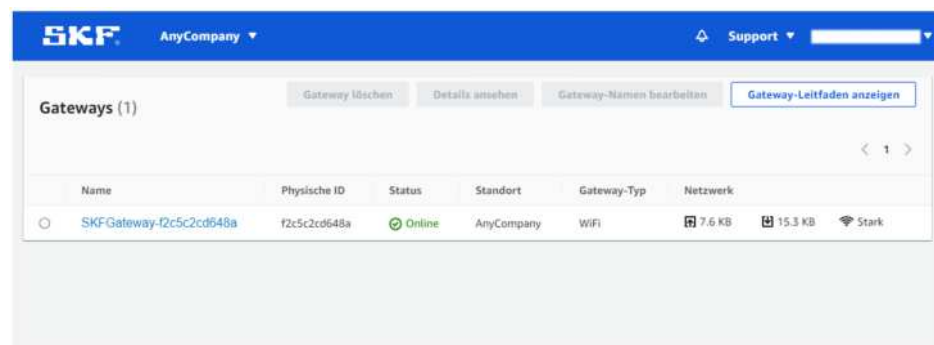 SKF. AnyCompany Support
Gateways (1) Gateway löschen Details ansehen Gateway-Namen bearbeiten Gateway-Leitfaden anzeigen
< 1 >
Name Physische ID Status Standort Gateway-Typ Netzwerk
SKFGateway-f2c5c2cd648a f2c5c2cd648a Online AnyCompany WiFi 7.6 KB 15.3 KB Stark